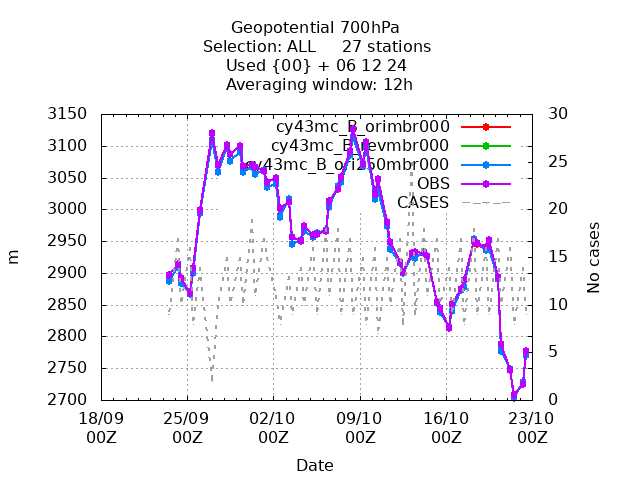 Geopotential 700hPa
Selection: ALL 27 stations
Used {00} + 06 12 24
Averaging window: 12h
3150
3100
3050
3000
2950
2900
2850
2800
2750
2700
30
25
20
15
10
5
0
cy43mc_B_orimbr000
OBS
CASES
m
No cases
18/09 25/09 02/10 09/10 16/10 23/10
00Z 00Z 00Z 00Z 00Z 00Z
Date